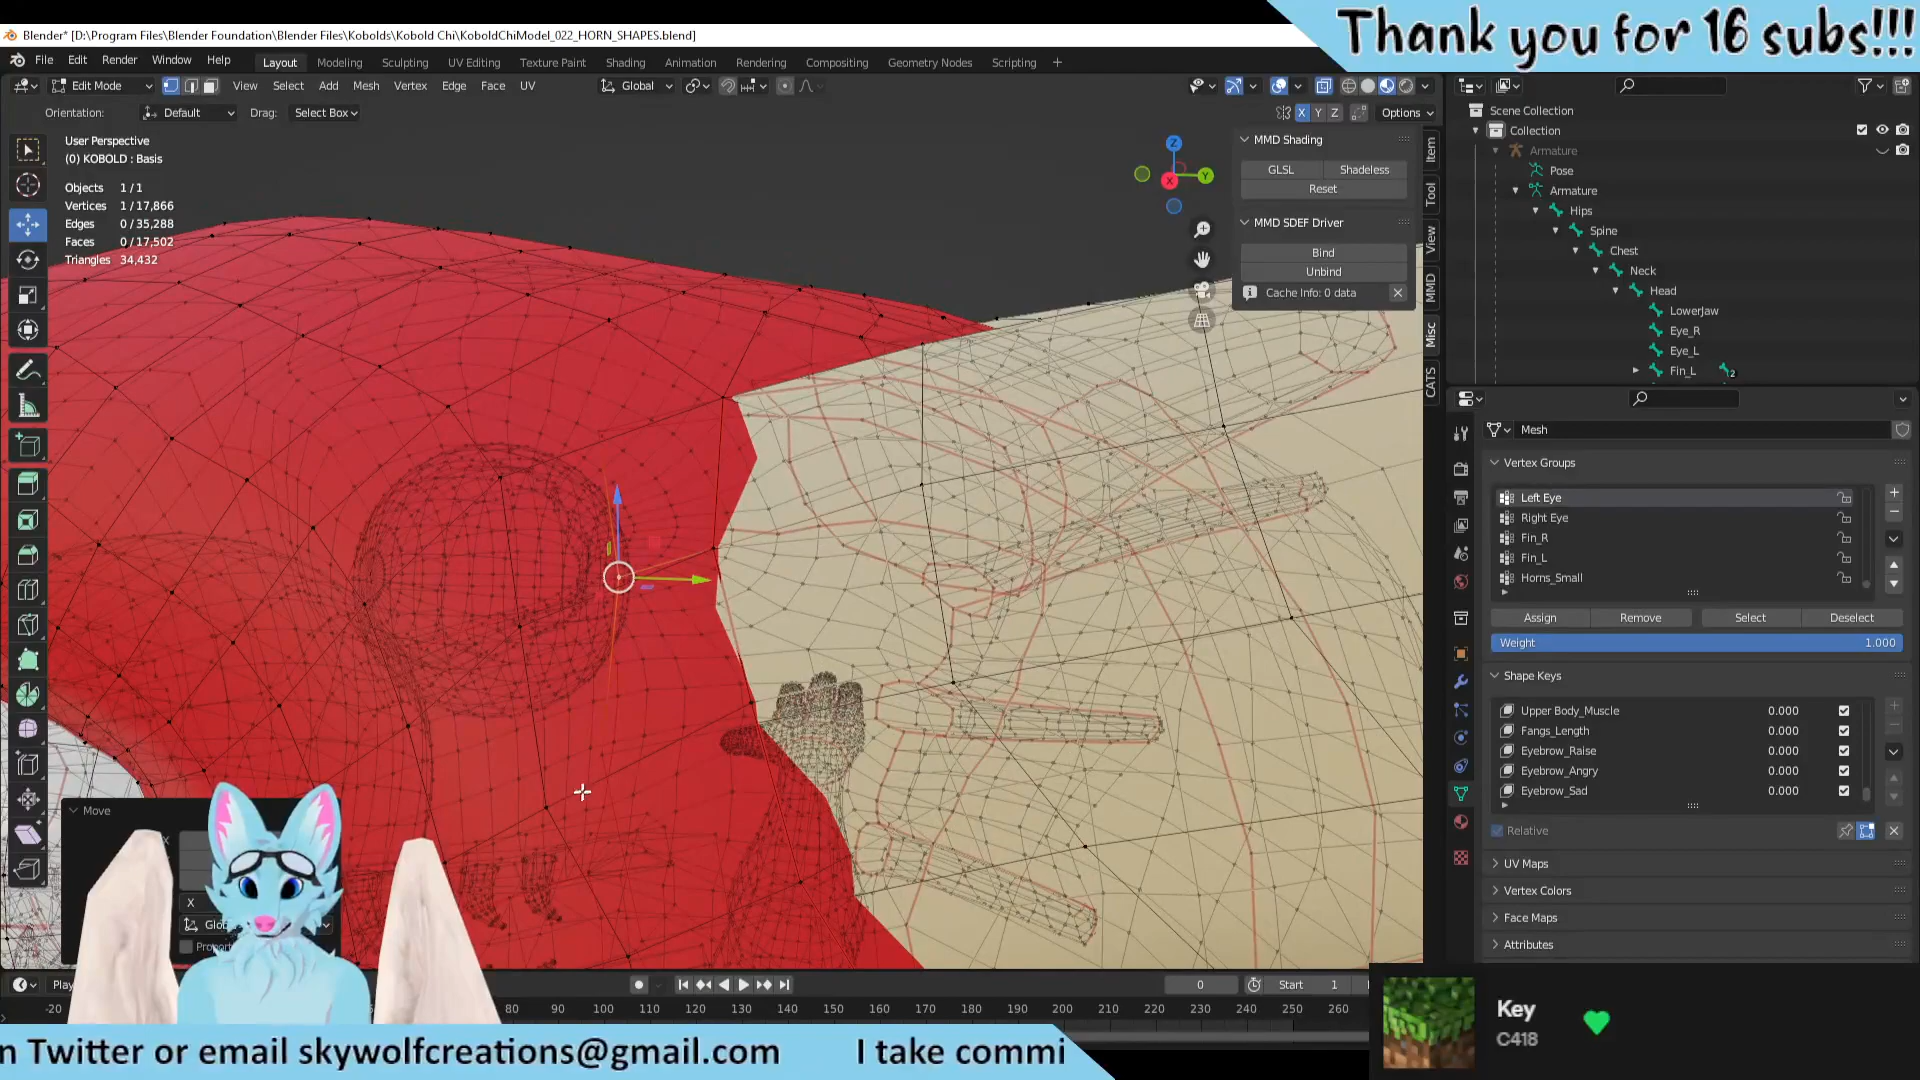 Thank you for 16 subs!!!
Blender* [D:\Program Files\Blender Foundation\Blender Files\Kobolds\Kobold Chi\KoboldChiModel_022_HORN_SHAPES.blend]
File Edit Render Window Help Layout Modeling Sculpting UV Editing Texture Paint Shading Animation Rendering Compositing Geometry Nodes Scripting +
Edit Mode View Select Add Mesh Vertex Edge Face UV Global
Orientation: Default Drag: Select Box X Y Z Options
User Perspective
(0) KOBOLD : Basis
Objects 1/1
Vertices 1/17,866
Edges 0/35,288
Faces 0/17,502
Triangles 34,432
Z
Y
X
MMD Shading
GLSL Shadeless
Reset
MMD SDEF Driver
Bind
Unbind
Cache Info: 0 data
Item
Tool
View
MMD
Misc
CATS
Scene Collection
Collection
Armature
Pose
Armature
Hips
Spine
Chest
Neck
Head
LowerJaw
Eye_R
Eye_L
Fin_L 2
Mesh
Vertex Groups
Left Eye
Right Eye
Fin_R
Fin_L
Horns_Small
Assign Remove Select Deselect
Weight 1.000
Shape Keys
Upper Body_Muscle 0.000
Fangs_Length 0.000
Eyebrow_Raise 0.000
Eyebrow_Angry 0.000
Eyebrow_Sad 0.000
Relative
UV Maps
Vertex Colors
Face Maps
Attributes
Move
X
0 Start 1
-20 80 90 100 110 120 130 140 150 160 170 180 190 200 210 220 230 240 250 260
Key
C418
n Twitter or email skywolfcreations@gmail.com I take commi